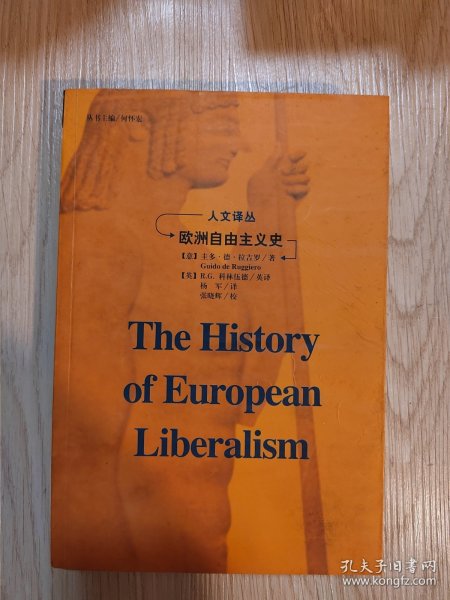 丛书主编/何怀宏
人文译丛
欧洲自由主义史
[意] 圭多·德·拉吉罗/著
Guido de Ruggiero
[英] R.G. 科林伍德/英译
杨 军/译
张晓辉/校
The History
of European
Liberalism
孔夫子旧书网
www.kongfz.com